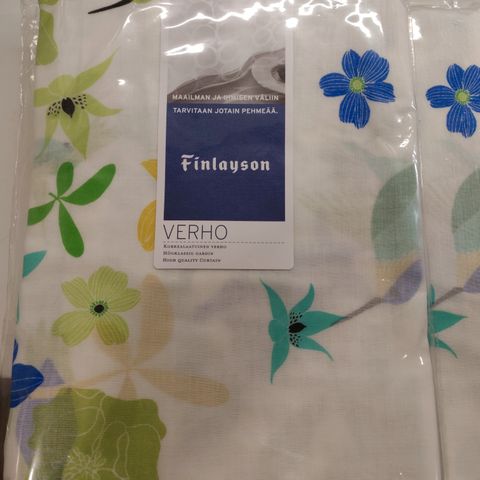 MAAILMAN JA IHMISEN VÄLIIN
TARVITAAN JOTAIN PEHMEÄÄ.
Finlayson
VERHO
KORKEALAATUINEN VERHO
HÖGKLASSIG GARDIN
HIGH QUALITY CURTAIN